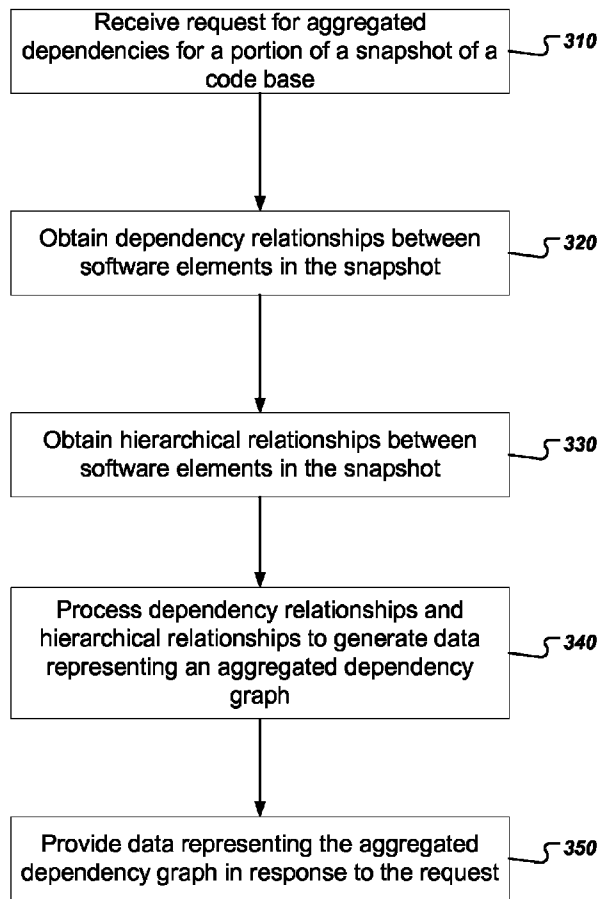 Receive request for aggregated
dependencies for a portion of a snapshot of a
code base
310
Obtain dependency relationships between
software elements in the snapshot
320
Obtain hierarchical relationships between
software elements in the snapshot
330
Process dependency relationships and
hierarchical relationships to generate data
representing an aggregated dependency
graph
340
Provide data representing the aggregated
dependency graph in response to the request
350